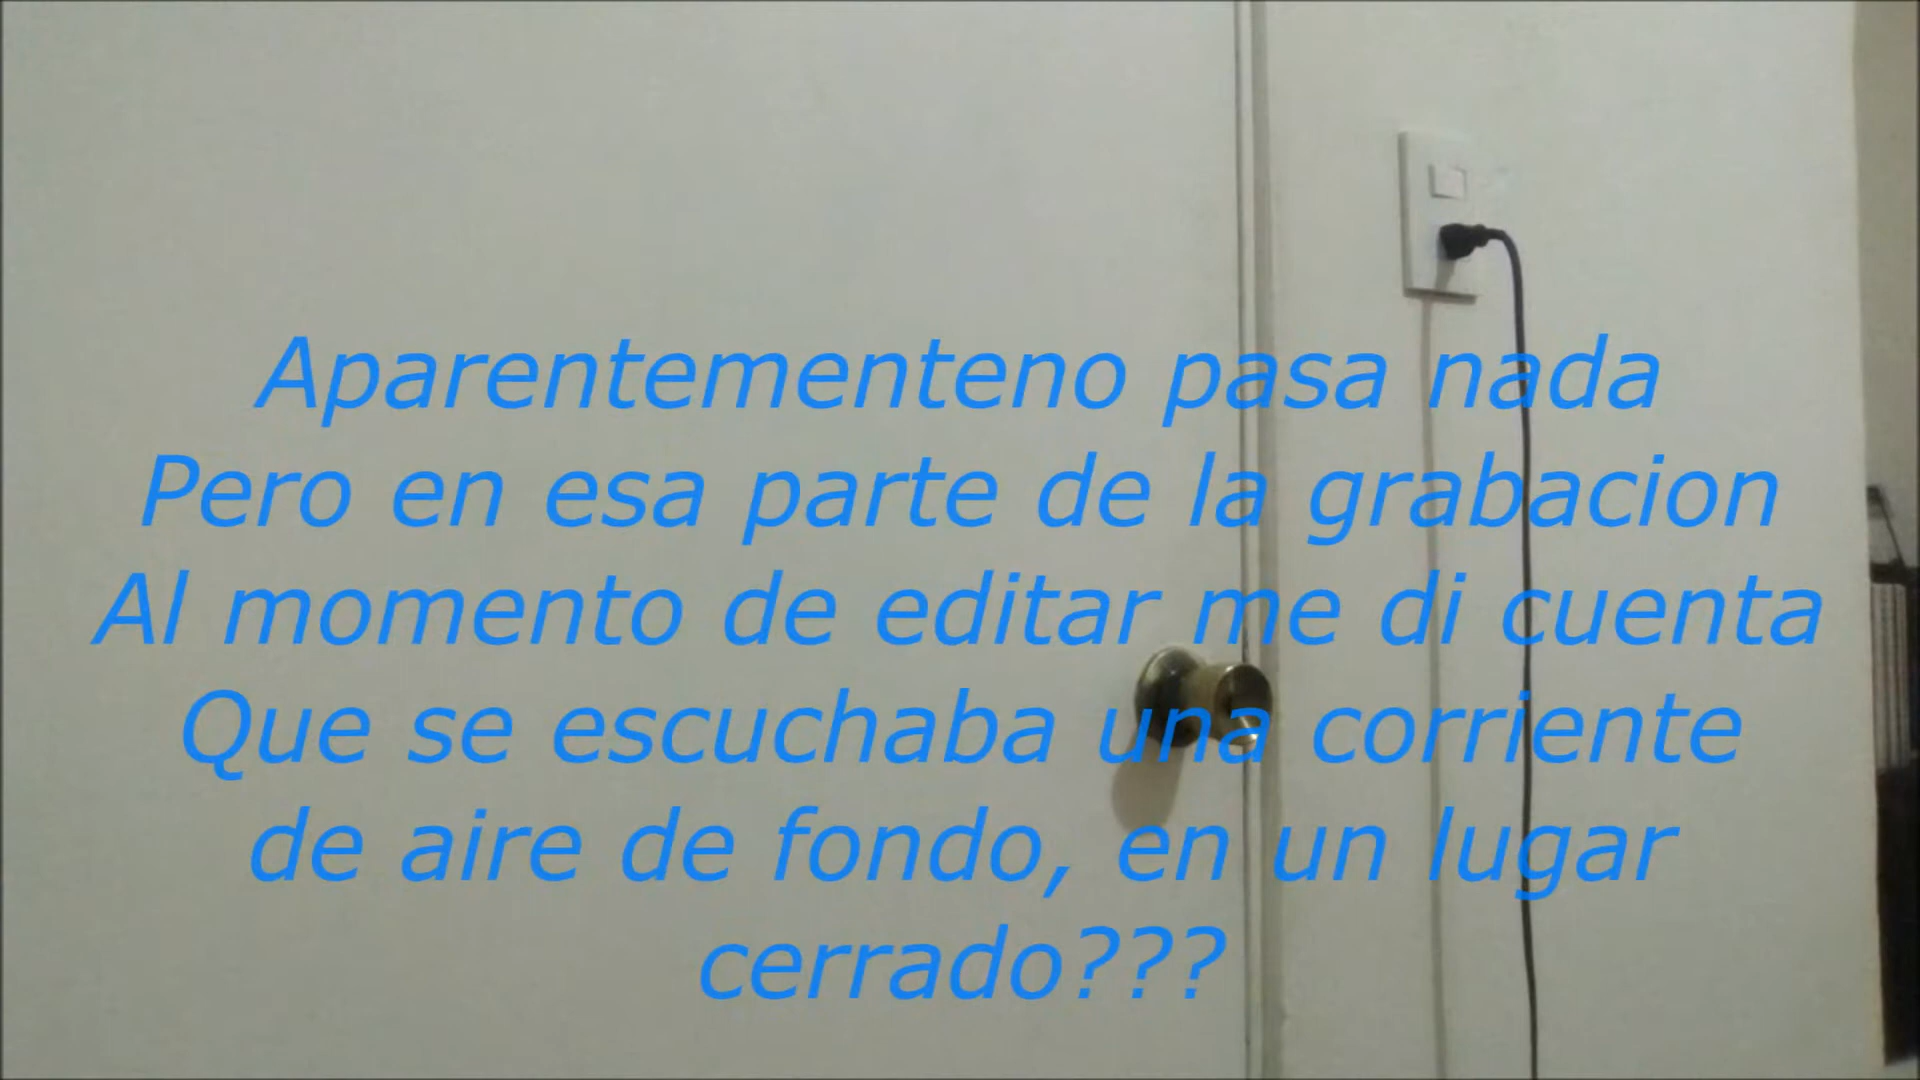 Aparentementeno pasa nada
Pero en esa parte de la grabacion
Al momento de editar me di cuenta
Que se escuchaba una corriente
de aire de fondo, en un lugar
cerrado???